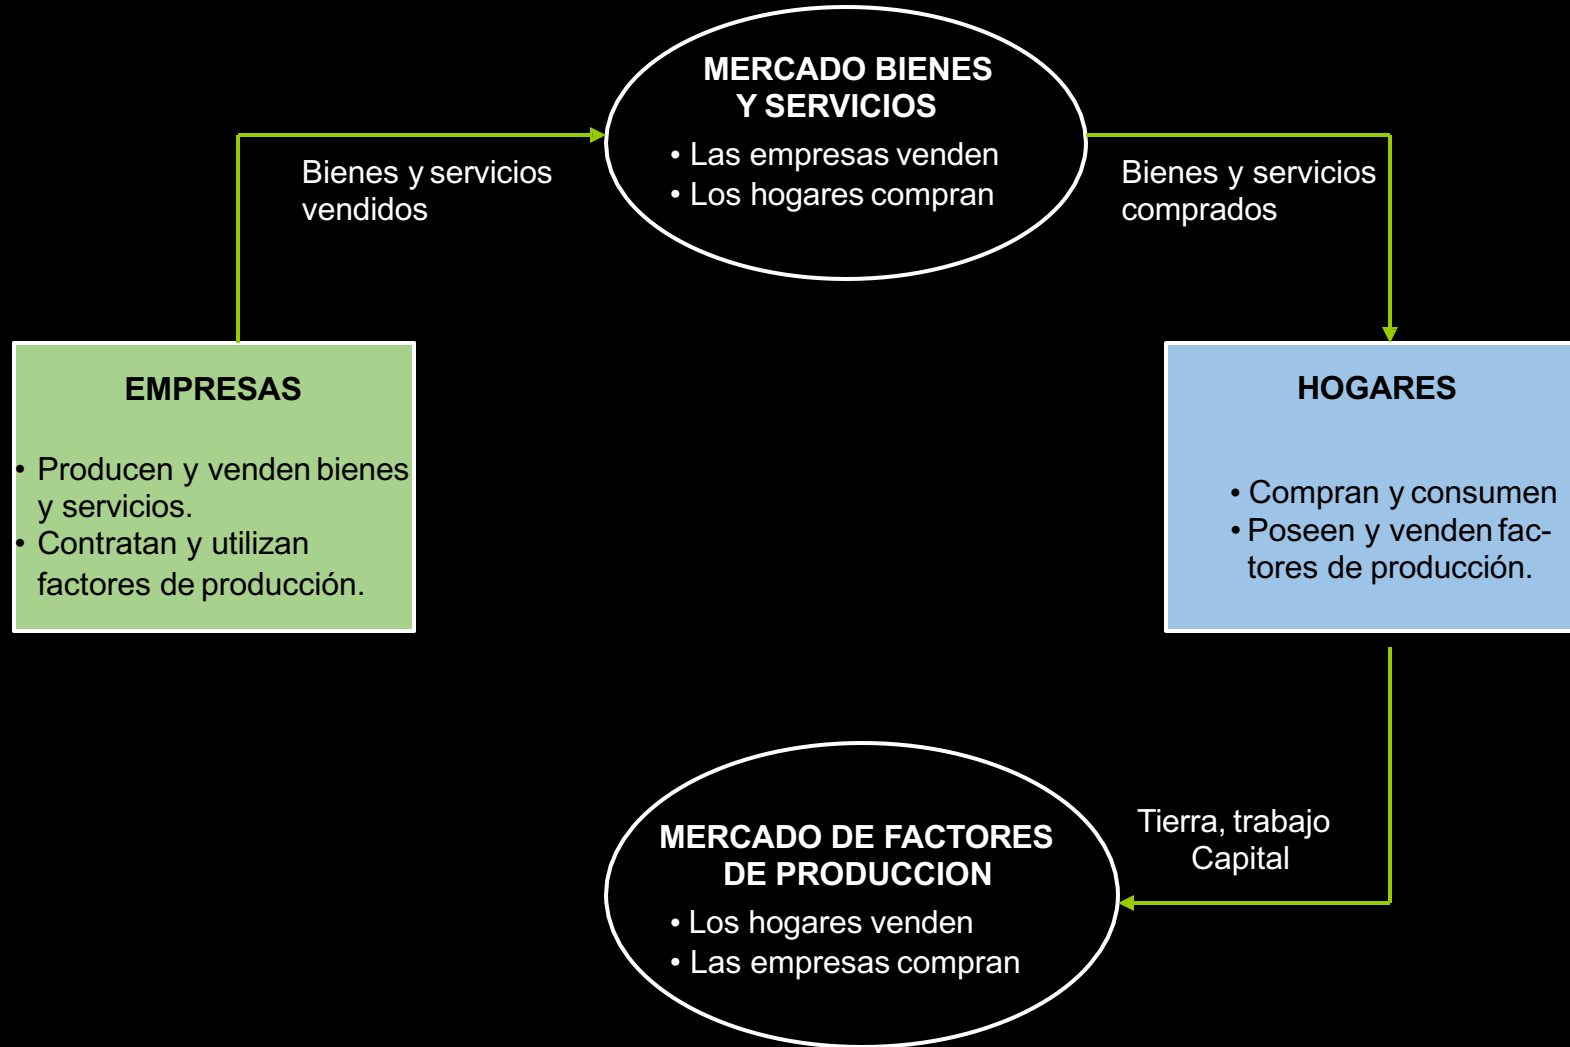 MERCADO BIENES
Y SERVICIOS
• Las empresas venden
• Los hogares compran
Bienes y servicios
vendidos
Bienes y servicios
comprados
EMPRESAS
• Producen y venden bienes
y servicios.
• Contratan y utilizan
factores de producción.
HOGARES
• Compran y consumen
• Poseen y venden fac-
tores de producción.
Tierra, trabajo
Capital
MERCADO DE FACTORES
DE PRODUCCION
• Los hogares venden
• Las empresas compran